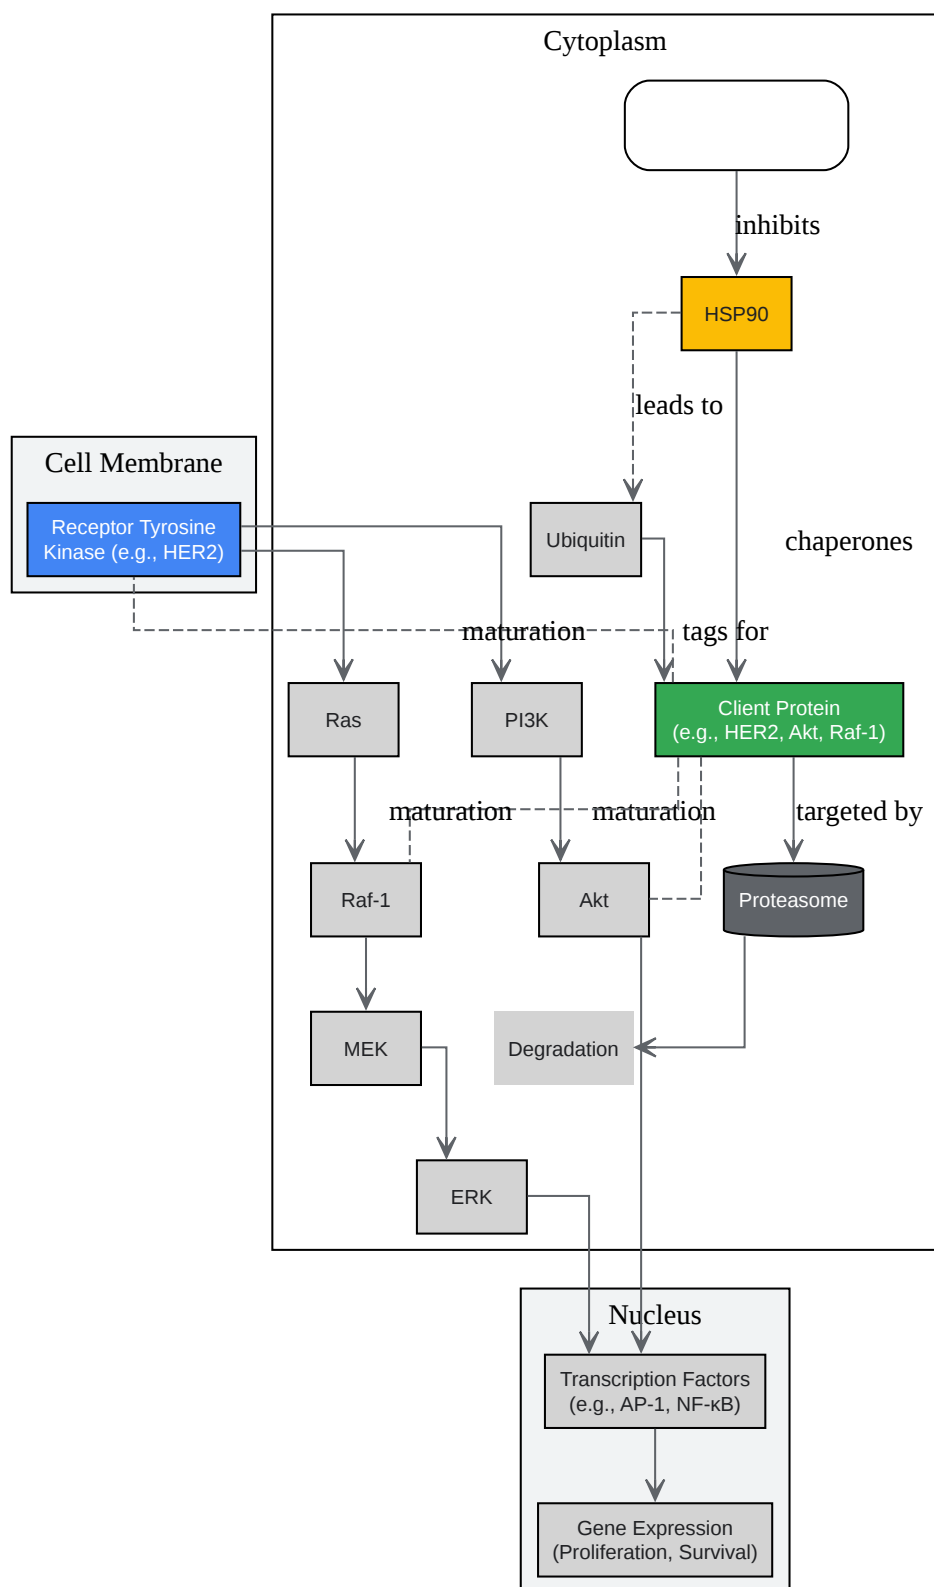 Cytoplasm
inhibits
HSP90
leads to
Cell Membrane
Receptor Tyrosine
Kinase (e.g., HER2)
Ubiquitin
chaperones
maturation
tags for
Ras
PI3K
Client Protein
(e.g., HER2, Akt, Raf-1)
maturation
maturation
targeted by
Raf-1
Akt
Proteasome
MEK
Degradation
ERK
Nucleus
Transcription Factors
(e.g., AP-1, NF-κB)
Gene Expression
(Proliferation, Survival)